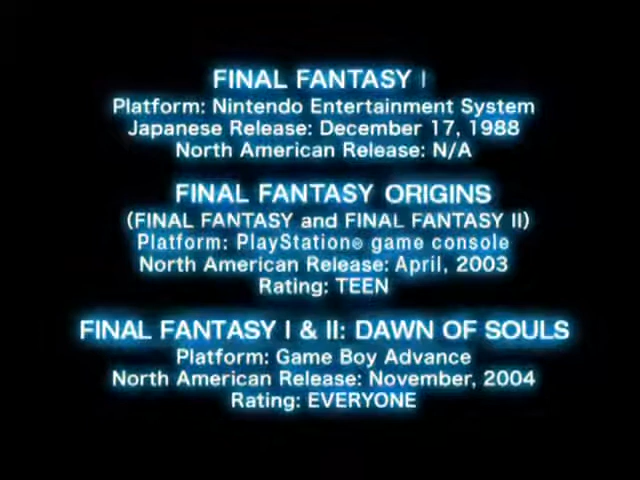 FINAL FANTASY I
Platform: Nintendo Entertainment System
Japanese Release: December 17, 1988
North American Release: N/A
FINAL FANTASY ORIGINS
(FINAL FANTASY and FINAL FANTASY II)
Platform: PlayStation® game console
North American Release: April, 2003
Rating: TEEN
FINAL FANTASY I & II: DAWN OF SOULS
Platform: Game Boy Advance
North American Release: November, 2004
Rating: EVERYONE